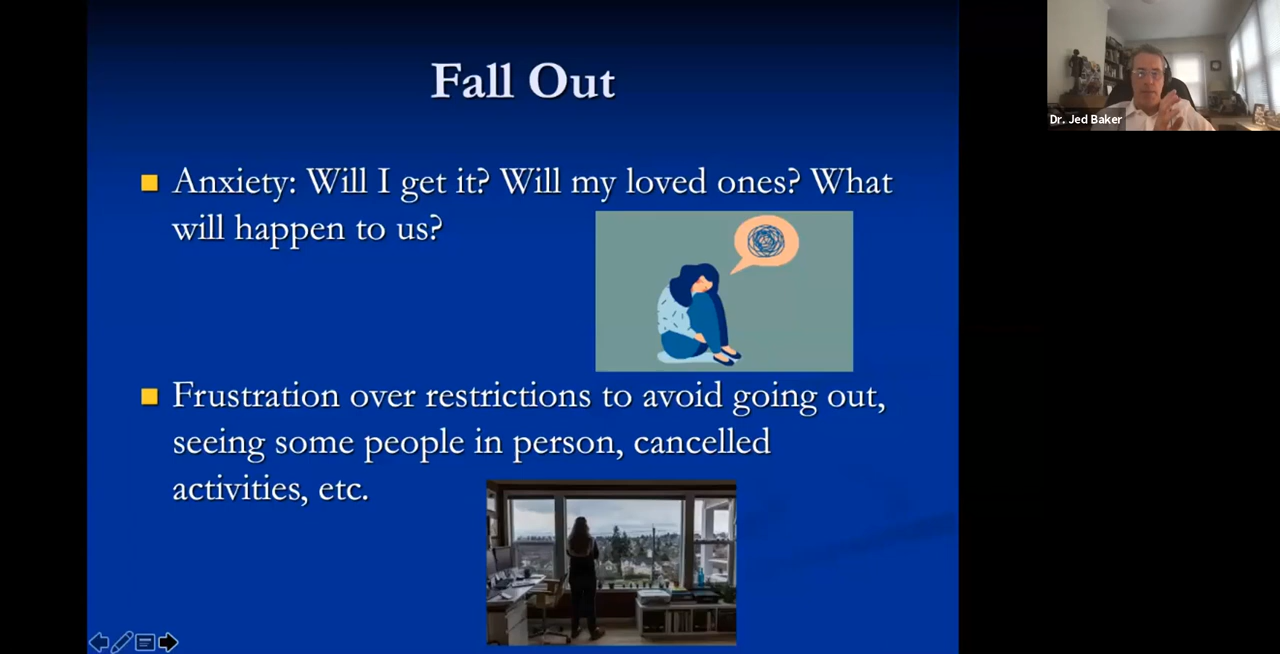 Fall Out
Anxiety: Will I get it? Will my loved ones? What
will happen to us?
Frustration over restrictions to avoid going out,
seeing some people in person, cancelled
activities, etc.
Dr. Jed Baker